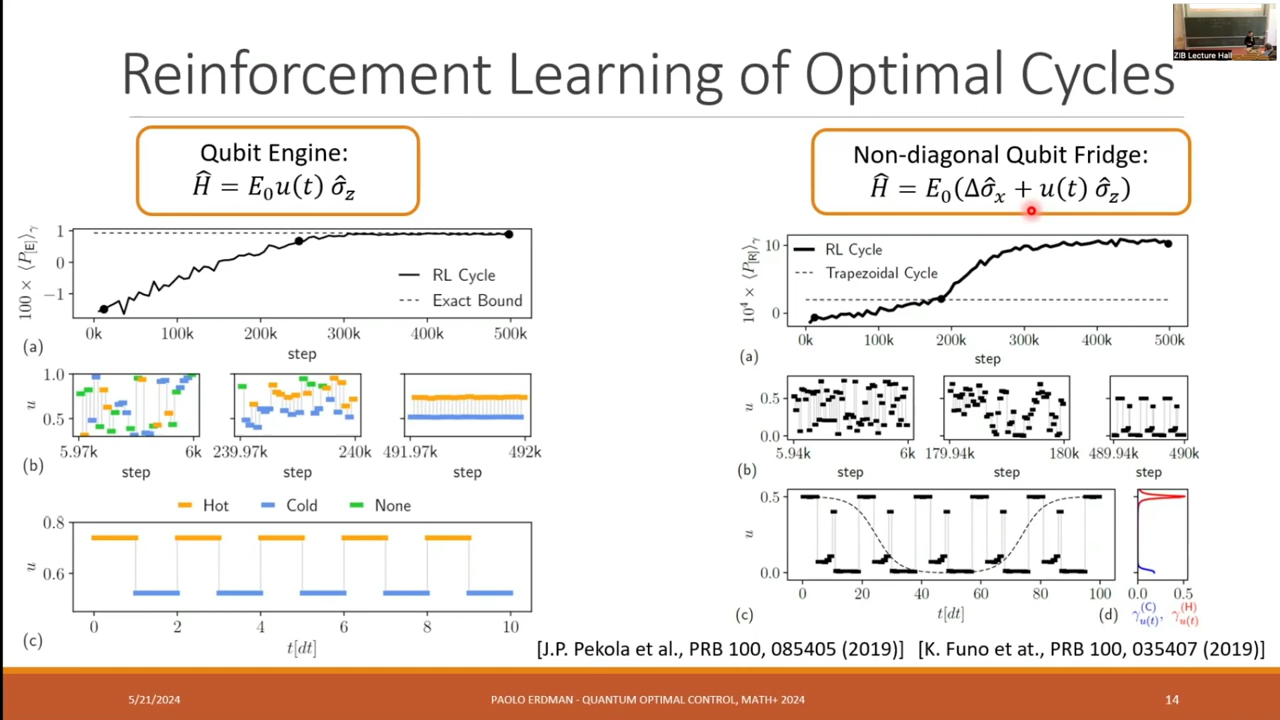 ZIB Lecture Hall
Reinforcement Learning of Optimal Cycles
Qubit Engine:
Ĥ = E₀u(t) σ̂_z
100 × ⟨P_[E]⟩_γ
1
0
−1
RL Cycle
Exact Bound
0k 100k 200k 300k 400k 500k
step
(a)
u
1.0
0.5
5.97k 6k 239.97k 240k 491.97k 492k
step step step
(b)
Hot Cold None
u
0.8
0.6
0 2 4 6 8 10
t[dt]
(c)
Non-diagonal Qubit Fridge:
Ĥ = E₀(Δσ̂_x + u(t) σ̂_z)
10⁴ × ⟨P_[R]⟩_γ
10
0
RL Cycle
Trapezoidal Cycle
0k 100k 200k 300k 400k 500k
step
(a)
u
0.5
0.0
5.94k 6k 179.94k 180k 489.94k 490k
step step step
(b)
u
0.5
0.0
0 20 40 60 80 100
t[dt]
(c)
0.0 0.5
γ_u(t)^(C), γ_u(t)^(H)
(d)
[J.P. Pekola et al., PRB 100, 085405 (2019)] [K. Funo et at., PRB 100, 035407 (2019)]
5/21/2024 PAOLO ERDMAN - QUANTUM OPTIMAL CONTROL, MATH+ 2024 14